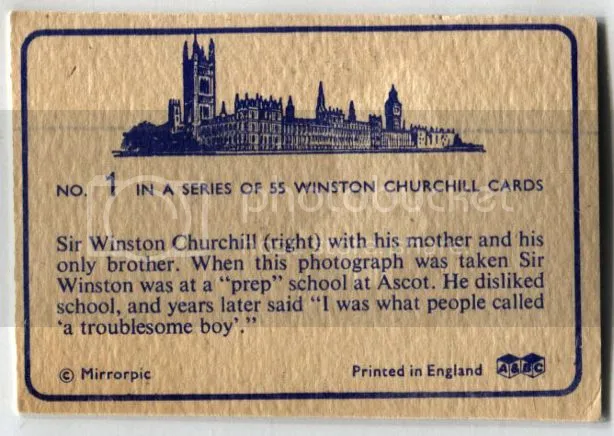 NO. 1 IN A SERIES OF 55 WINSTON CHURCHILL CARDS
Sir Winston Churchill (right) with his mother and his
only brother. When this photograph was taken Sir
Winston was at a “prep” school at Ascot. He disliked
school, and years later said “I was what people called
‘a troublesome boy’.”
© Mirrorpic
Printed in England A&BC
photobucket